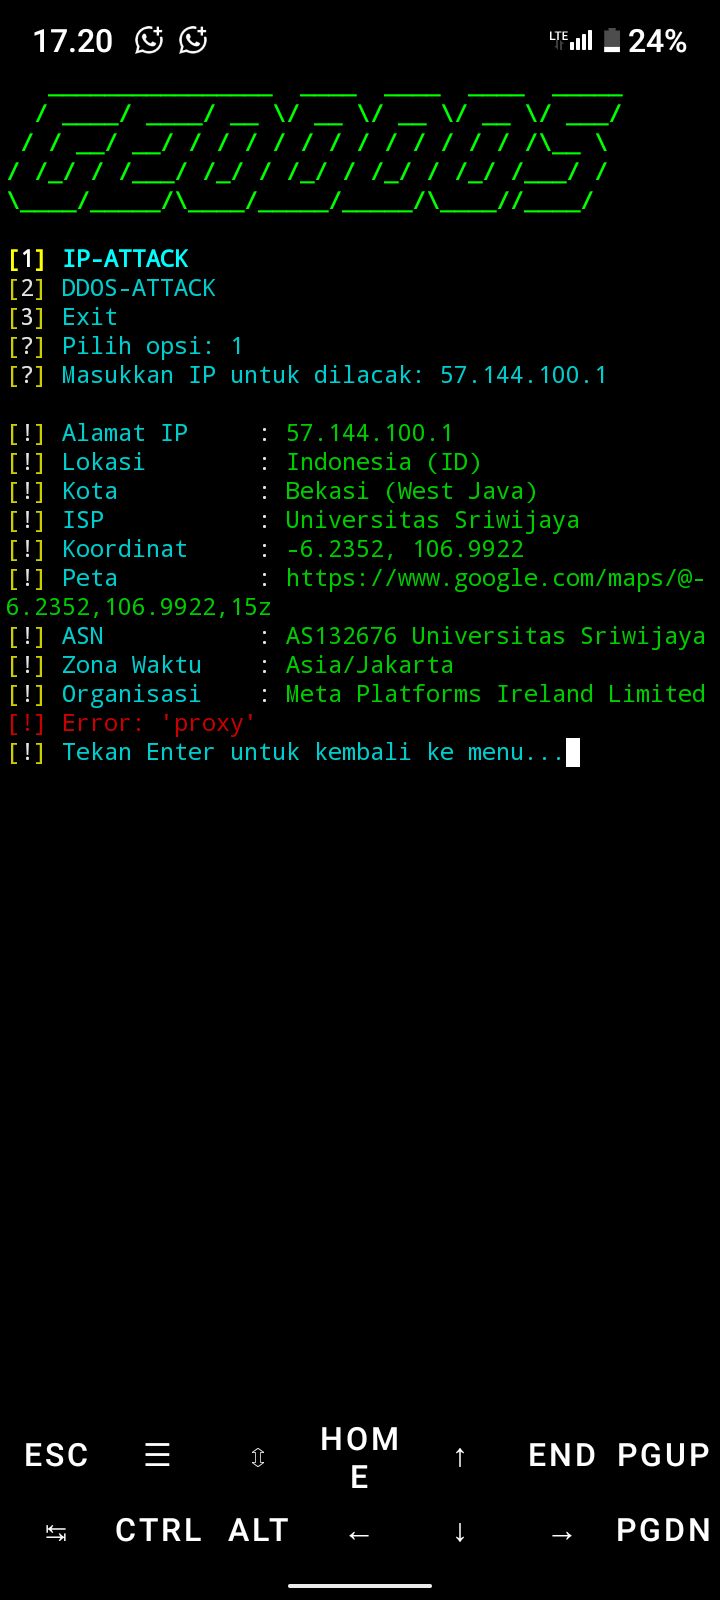 17.20 LTE 24%
[1] IP-ATTACK
[2] DDOS-ATTACK
[3] Exit
[?] Pilih opsi: 1
[?] Masukkan IP untuk dilacak: 57.144.100.1
[!] Alamat IP : 57.144.100.1
[!] Lokasi : Indonesia (ID)
[!] Kota : Bekasi (West Java)
[!] ISP : Universitas Sriwijaya
[!] Koordinat : -6.2352, 106.9922
[!] Peta : https://www.google.com/maps/@-
6.2352,106.9922,15z
[!] ASN : AS132676 Universitas Sriwijaya
[!] Zona Waktu : Asia/Jakarta
[!] Organisasi : Meta Platforms Ireland Limited
[!] Error: 'proxy'
[!] Tekan Enter untuk kembali ke menu...
ESC ☰ ⇳ HOM
E ↑ END PGUP
↹ CTRL ALT ← ↓ → PGDN